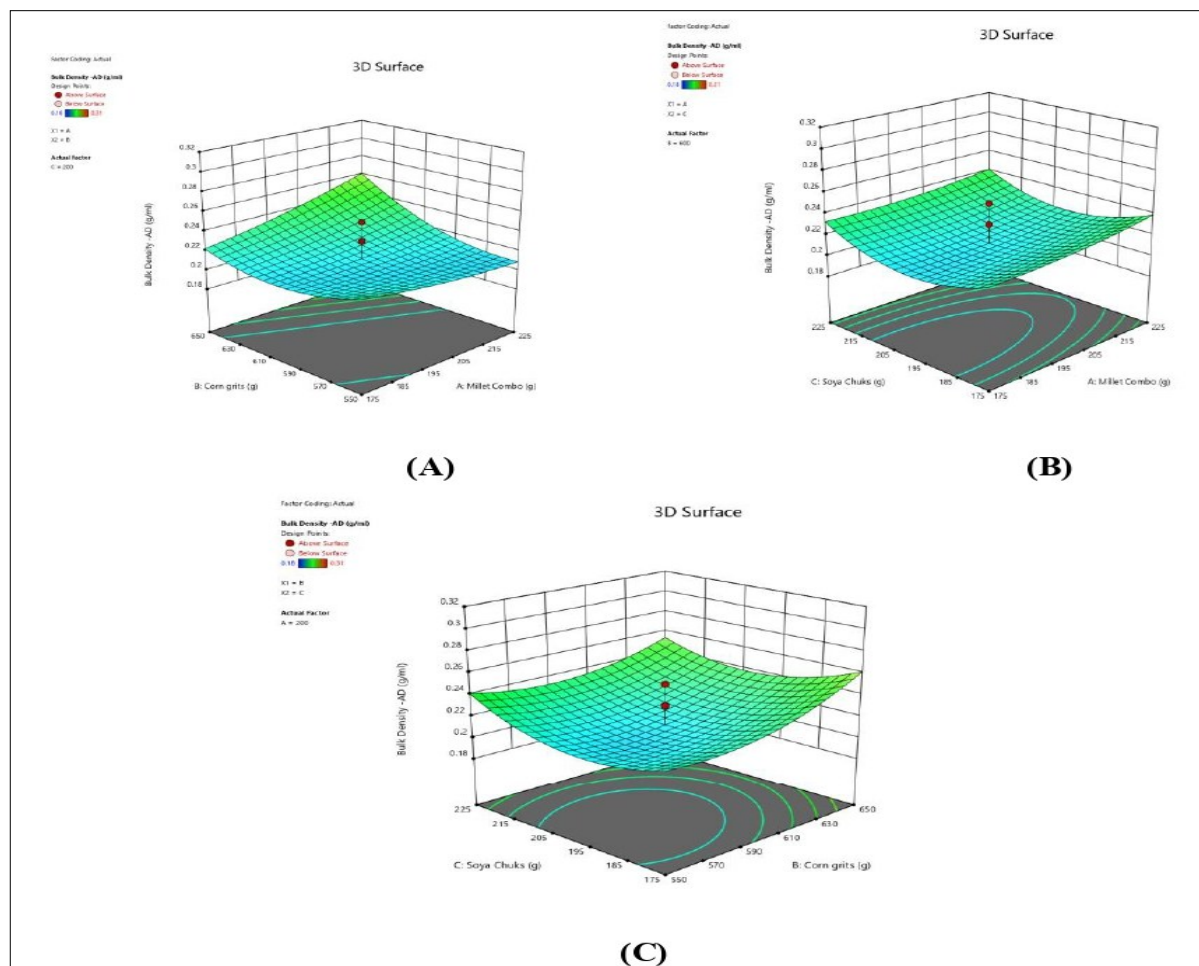 Factor Coding: Actual
3D Surface
Bulk Density -AD (g/ml)
Design Points:
Above Surface
Below Surface
0.18 0.31
X1 = A
X2 = B
Actual Factor
C = 200
0.32
0.3
0.28
0.26
0.24
0.22
0.2
0.18
Bulk Density -AD (g/ml)
650
630
610
590
570
550
B: Corn grits (g)
175
185
195
205
215
225
A: Millet Combo (g)
(A)
Factor Coding: Actual
3D Surface
Bulk Density -AD (g/ml)
Design Points:
Above Surface
Below Surface
0.18 0.31
X1 = A
X2 = C
Actual Factor
B = 600
0.32
0.3
0.28
0.26
0.24
0.22
0.2
0.18
Bulk Density -AD (g/ml)
225
215
205
195
185
175
C: Soya Chuks (g)
175
185
195
205
215
225
A: Millet Combo (g)
(B)
Factor Coding: Actual
3D Surface
Bulk Density -AD (g/ml)
Design Points:
Above Surface
Below Surface
0.18 0.31
X1 = B
X2 = C
Actual Factor
A = 200
0.32
0.3
0.28
0.26
0.24
0.22
0.2
0.18
Bulk Density -AD (g/ml)
225
215
205
195
185
175
C: Soya Chuks (g)
550
570
590
610
630
650
B: Corn grits (g)
(C)